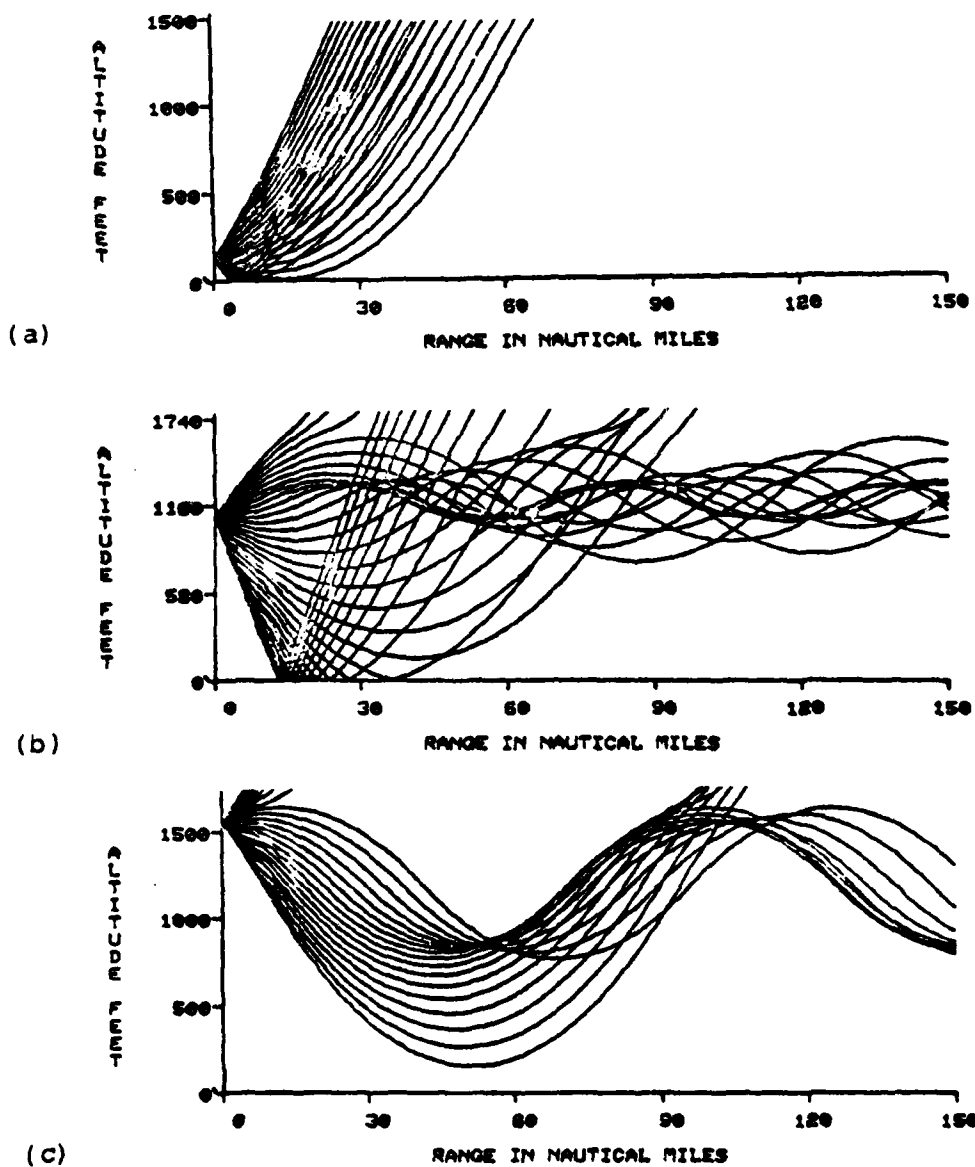 1500
1000
500
0
ALTITUDE FEET
0 30 60 90 120 150
(a)
RANGE IN NAUTICAL MILES
1740
1160
580
0
ALTITUDE FEET
0 30 60 90 120 150
(b)
RANGE IN NAUTICAL MILES
1500
1000
500
0
ALTITUDE FEET
0 30 60 90 120 150
(c)
RANGE IN NAUTICAL MILES